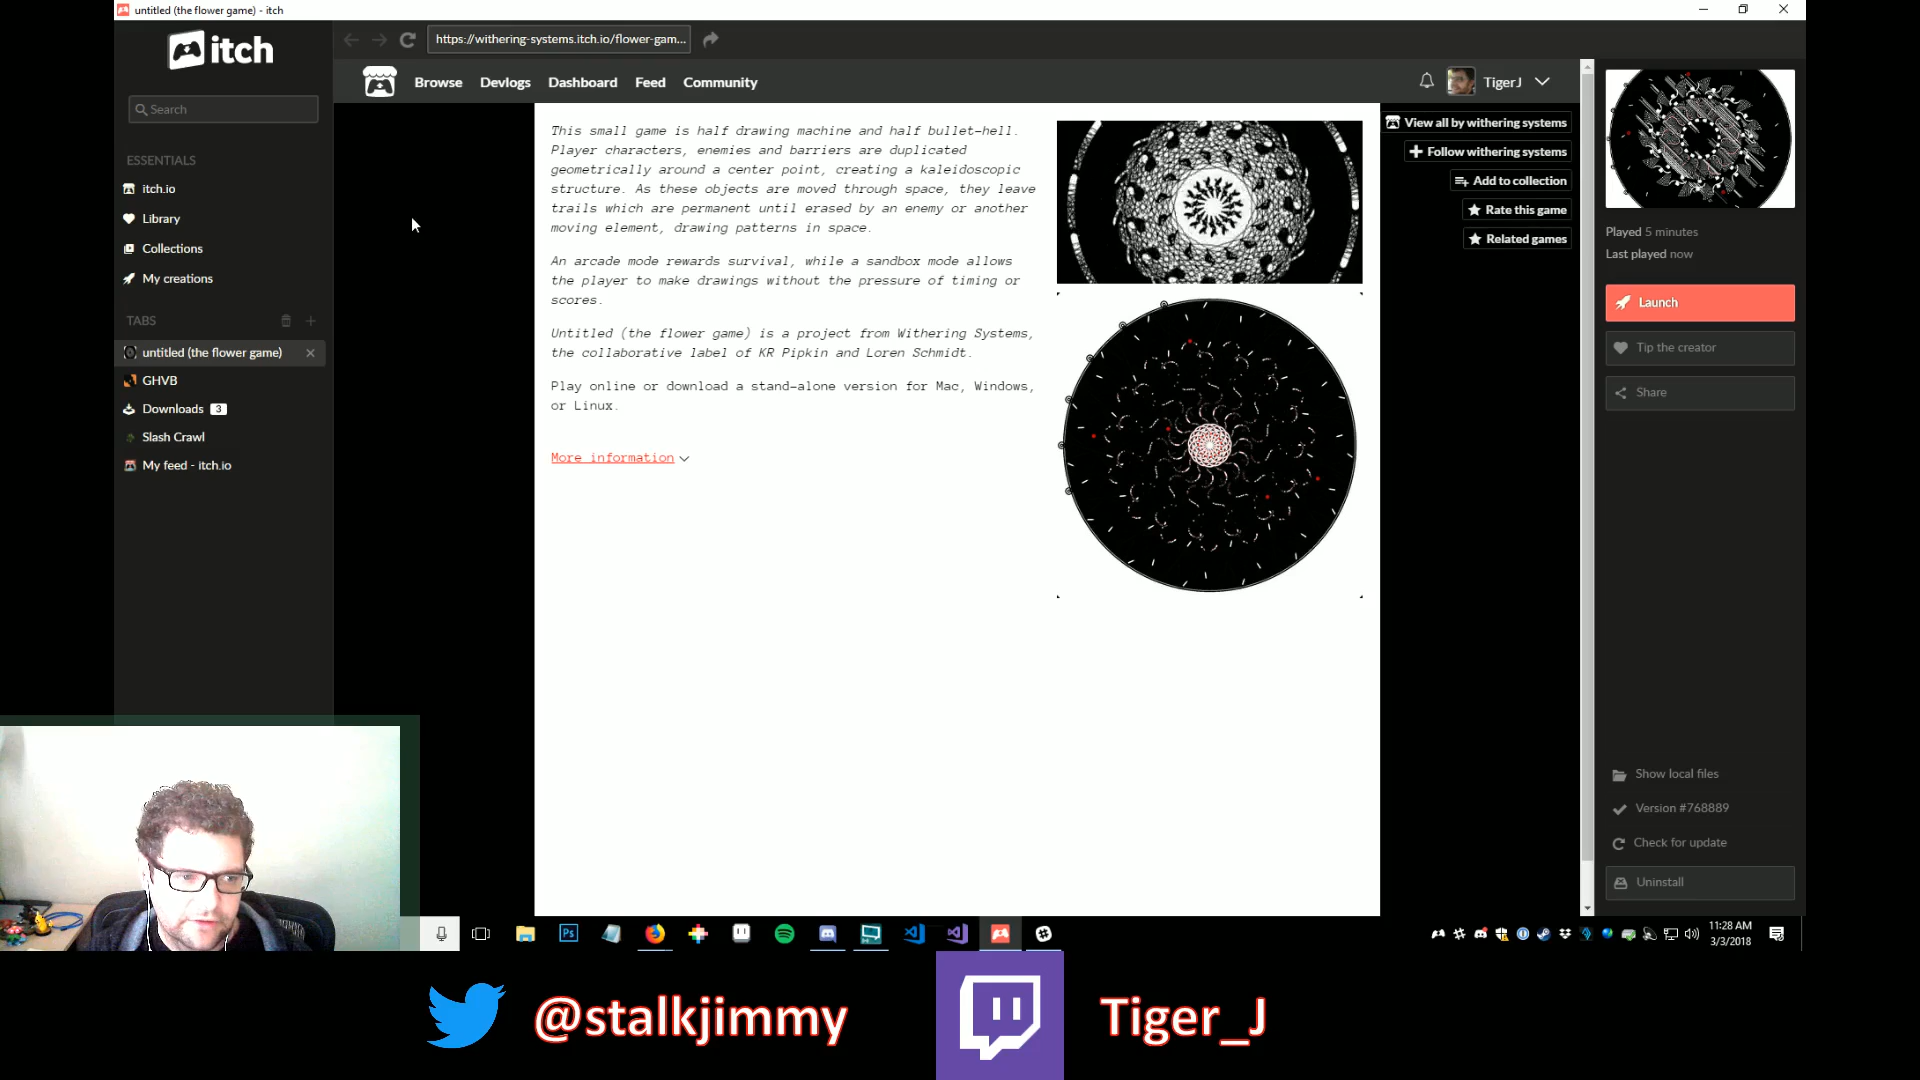 untitled (the flower game) - itch
itch
https://withering-systems.itch.io/flower-gam...
Search
Browse
Devlogs
Dashboard
Feed
Community
TigerJ
ESSENTIALS
itch.io
Library
Collections
My creations
TABS
untitled (the flower game)
GHVB
Downloads 3
Slash Crawl
My feed - itch.io
This small game is half drawing machine and half bullet-hell.
Player characters, enemies and barriers are duplicated
geometrically around a center point, creating a kaleidoscopic
structure. As these objects are moved through space, they leave
trails which are permanent until erased by an enemy or another
moving element, drawing patterns in space.
An arcade mode rewards survival, while a sandbox mode allows
the player to make drawings without the pressure of timing or
scores.
Untitled (the flower game) is a project from Withering Systems,
the collaborative label of KR Pipkin and Loren Schmidt.
Play online or download a stand-alone version for Mac, Windows,
or Linux.
More information
View all by withering systems
Follow withering systems
Add to collection
Rate this game
Related games
Played 5 minutes
Last played now
Launch
Tip the creator
Share
Show local files
Version #768889
Check for update
Uninstall
Ps
11:28 AM
3/3/2018
@stalkjimmy
Tiger_J